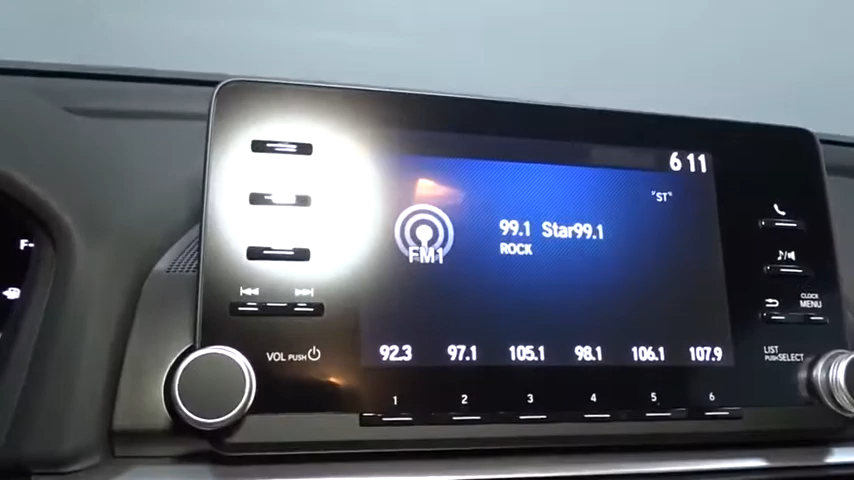 6 11
"ST"
99.1 Star99.1
ROCK
FM1
92.3 97.1 105.1 98.1 106.1 107.9
VOL PUSH
1 2 3 4 5 6
CLOCK
MENU
LIST
PUSH SELECT
F